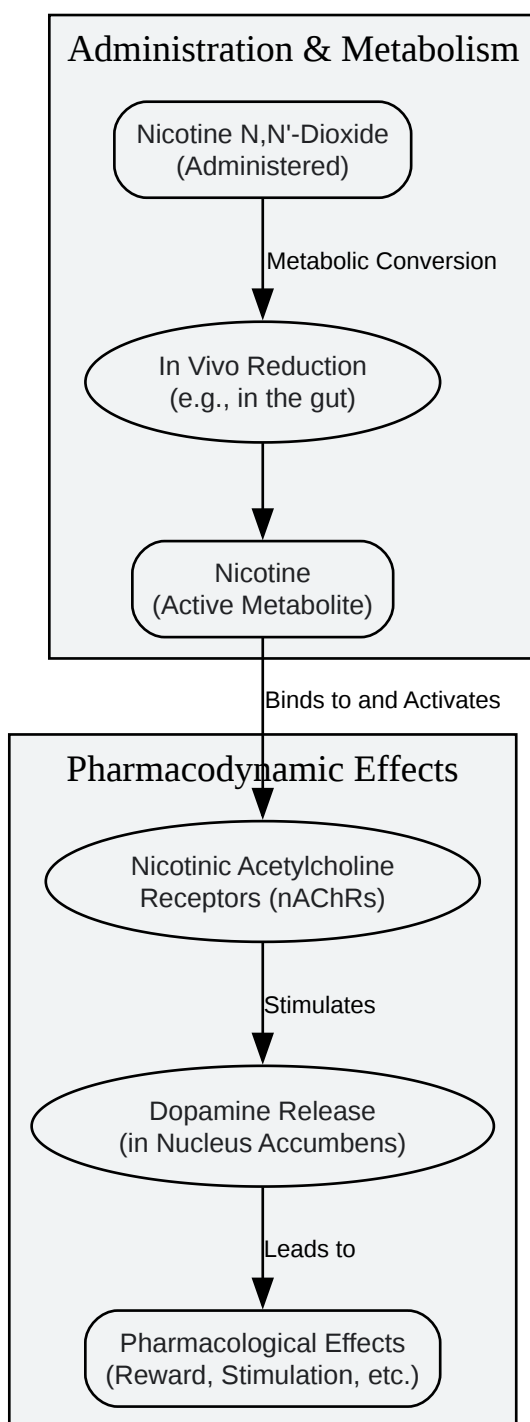 Administration & Metabolism
Nicotine N,N'-Dioxide
(Administered)
Metabolic Conversion
In Vivo Reduction
(e.g., in the gut)
Nicotine
(Active Metabolite)
Binds to and Activates
Pharmacodynamic Effects
Nicotinic Acetylcholine
Receptors (nAChRs)
Stimulates
Dopamine Release
(in Nucleus Accumbens)
Leads to
Pharmacological Effects
(Reward, Stimulation, etc.)